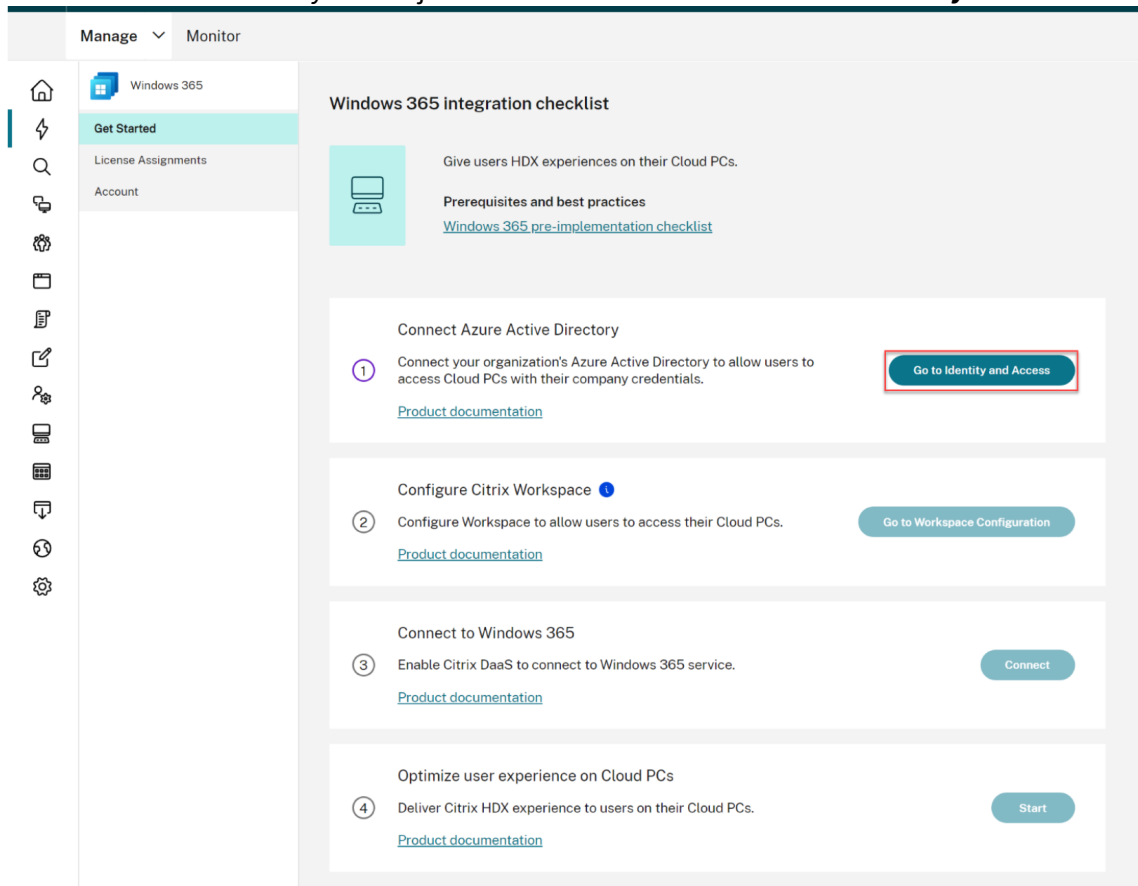 Manage Monitor
Windows 365
Get Started
License Assignments
Account
Windows 365 integration checklist
Give users HDX experiences on their Cloud PCs.
Prerequisites and best practices
Windows 365 pre-implementation checklist
Connect Azure Active Directory
1
Connect your organization's Azure Active Directory to allow users to
access Cloud PCs with their company credentials.
Go to Identity and Access
Product documentation
Configure Citrix Workspace
2
Configure Workspace to allow users to access their Cloud PCs.
Go to Workspace Configuration
Product documentation
Connect to Windows 365
3
Enable Citrix DaaS to connect to Windows 365 service.
Connect
Product documentation
Optimize user experience on Cloud PCs
4
Deliver Citrix HDX experience to users on their Cloud PCs.
Start
Product documentation